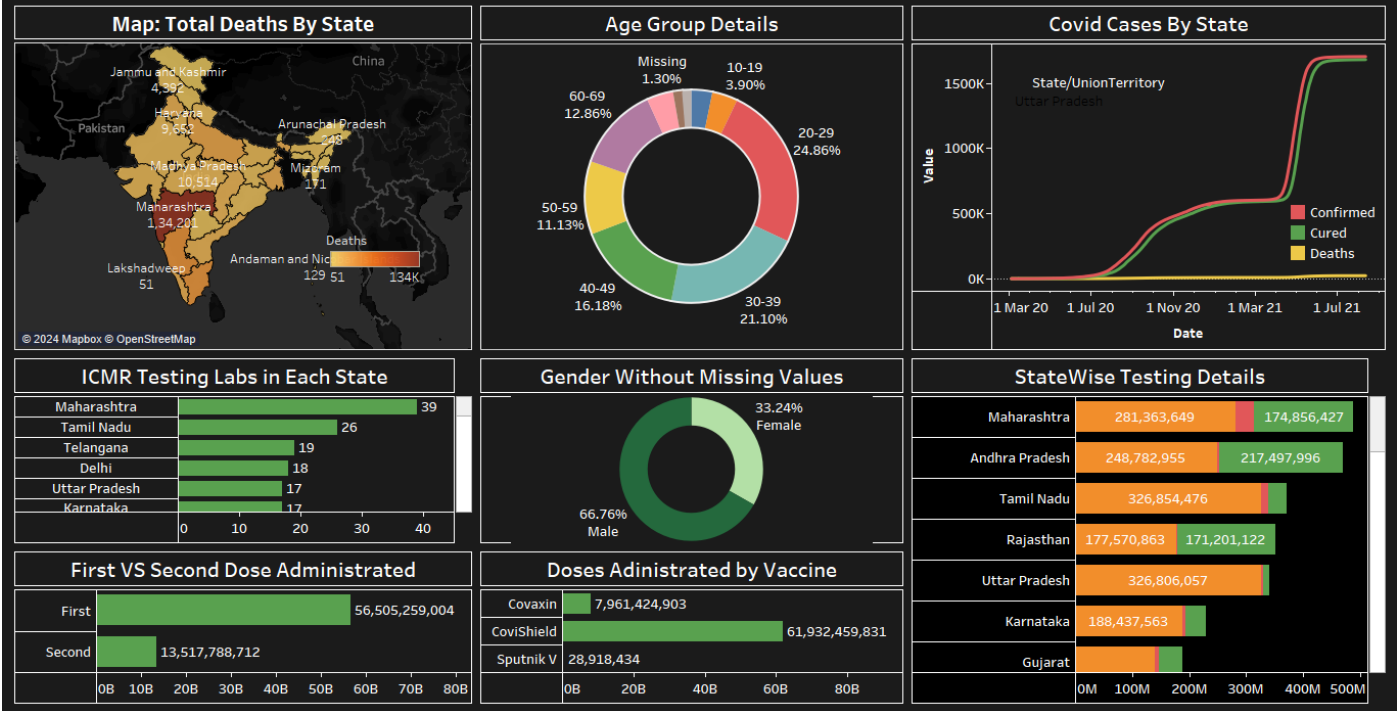 Map: Total Deaths By State
China
Jammu and Kashmir
4,392
Haryana
9,652
Pakistan
Arunachal Pradesh
248
Madhya Pradesh
10,514
Mizoram
171
Maharashtra
1,34,201
Deaths
Andaman and Nic
129
51
134K
Lakshadweep
51
© 2024 Mapbox © OpenStreetMap
Age Group Details
Missing
1.30%
10-19
3.90%
60-69
12.86%
20-29
24.86%
50-59
11.13%
40-49
16.18%
30-39
21.10%
Covid Cases By State
State/UnionTerritory
Uttar Pradesh
1500K
1000K
500K
0K
Value
Confirmed
Cured
Deaths
1 Mar 20 1 Jul 20 1 Nov 20 1 Mar 21 1 Jul 21
Date
ICMR Testing Labs in Each State
Maharashtra 39
Tamil Nadu 26
Telangana 19
Delhi 18
Uttar Pradesh 17
Karnataka 17
0 10 20 30 40
Gender Without Missing Values
33.24%
Female
66.76%
Male
StateWise Testing Details
Maharashtra 281,363,649 174,856,427
Andhra Pradesh 248,782,955 217,497,996
Tamil Nadu 326,854,476
Rajasthan 177,570,863 171,201,122
Uttar Pradesh 326,806,057
Karnataka 188,437,563
Gujarat
0M 100M 200M 300M 400M 500M
First VS Second Dose Administrated
First 56,505,259,004
Second 13,517,788,712
0B 10B 20B 30B 40B 50B 60B 70B 80B
Doses Adinistrated by Vaccine
Covaxin 7,961,424,903
CoviShield 61,932,459,831
Sputnik V 28,918,434
0B 20B 40B 60B 80B